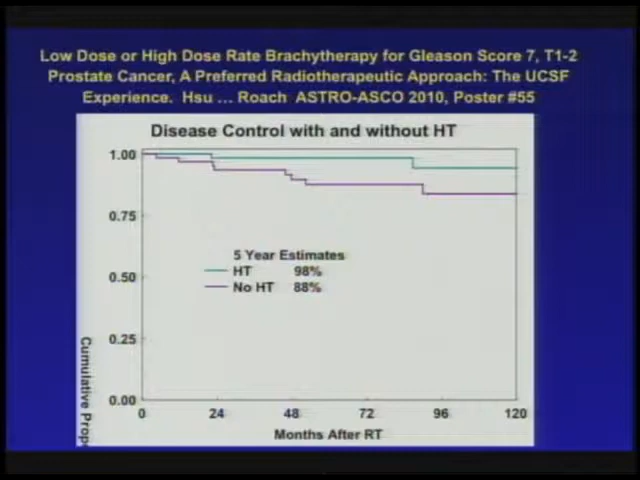 Low Dose or High Dose Rate Brachytherapy for Gleason Score 7, T1-2
Prostate Cancer, A Preferred Radiotherapeutic Approach: The UCSF
Experience. Hsu ... Roach ASTRO-ASCO 2010, Poster #55
Disease Control with and without HT
1.00
0.75
0.50
0.25
0.00
5 Year Estimates
HT 98%
No HT 88%
Cumulative Prop
0 24 48 72 96 120
Months After RT